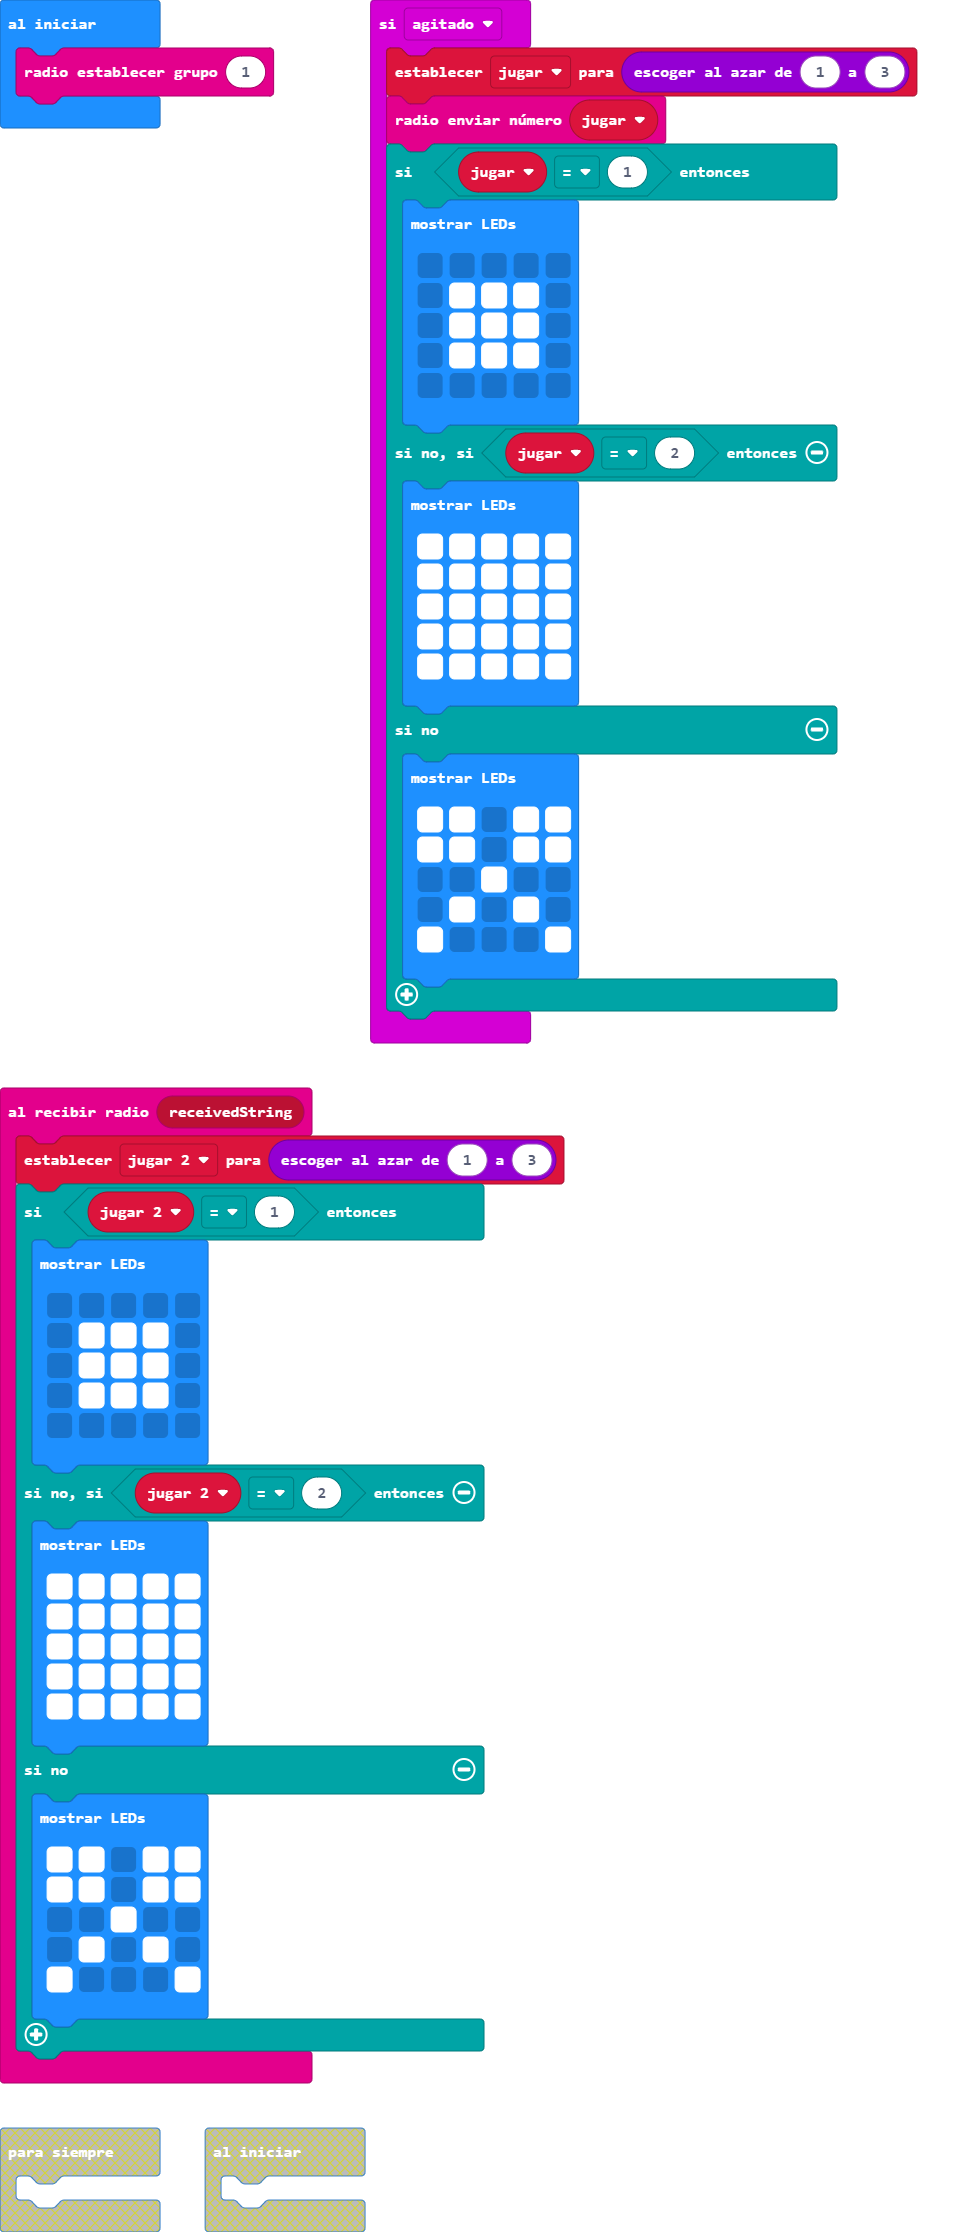 al iniciar
radio establecer grupo 1
si agitado
establecer jugar para escoger al azar de 1 a 3
radio enviar número jugar
si jugar = 1 entonces
mostrar LEDs
si no, si jugar = 2 entonces
mostrar LEDs
si no
mostrar LEDs
al recibir radio receivedString
establecer jugar 2 para escoger al azar de 1 a 3
si jugar 2 = 1 entonces
mostrar LEDs
si no, si jugar 2 = 2 entonces
mostrar LEDs
si no
mostrar LEDs
para siempre
al iniciar